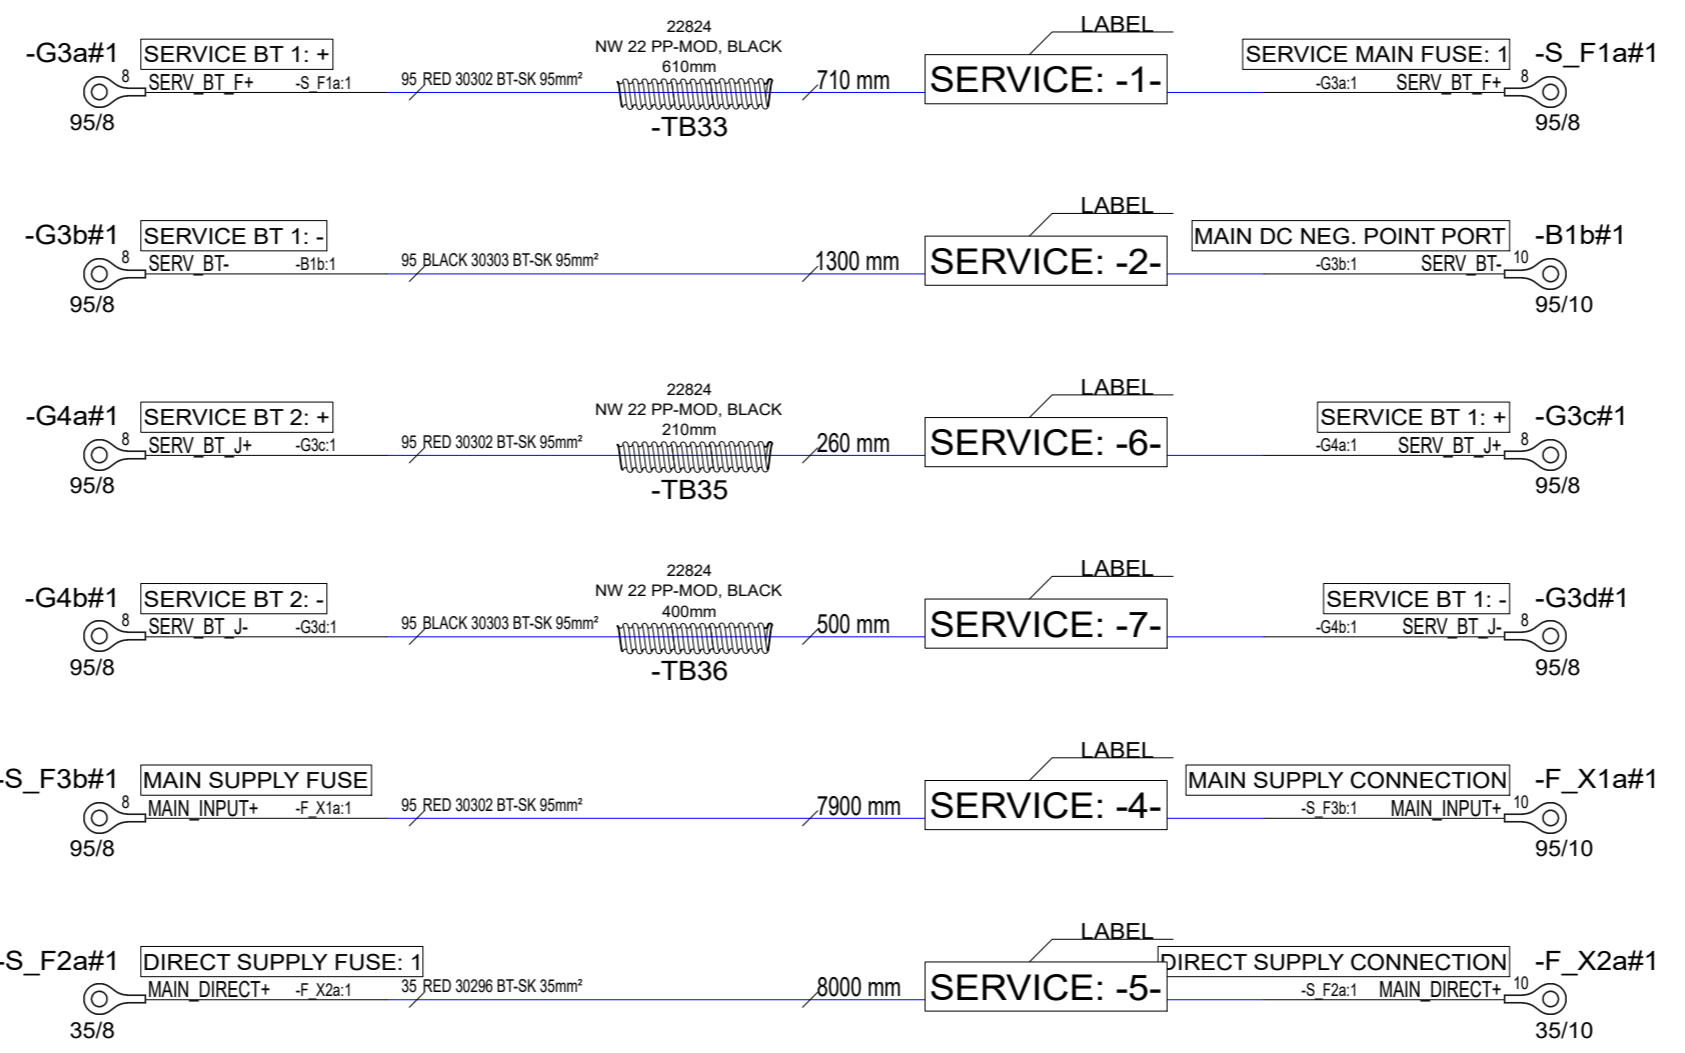 22824
LABEL
-G3a#1 SERVICE BT 1: + NW 22 PP-MOD, BLACK SERVICE MAIN FUSE: 1 -S_F1a#1
610mm
8 SERV_BT_F+ -S_F1a:1 95 RED 30302 BT-SK 95mm² 710 mm SERVICE: -1- -G3a:1 SERV_BT_F+ 8
95/8 -TB33 95/8
LABEL
-G3b#1 SERVICE BT 1: - MAIN DC NEG. POINT PORT -B1b#1
8 SERV_BT- -B1b:1 95 BLACK 30303 BT-SK 95mm² 1300 mm SERVICE: -2- -G3b:1 SERV_BT- 10
95/8 95/10
22824
LABEL
-G4a#1 SERVICE BT 2: + NW 22 PP-MOD, BLACK SERVICE BT 1: + -G3c#1
210mm
8 SERV_BT_J+ -G3c:1 95 RED 30302 BT-SK 95mm² 260 mm SERVICE: -6- -G4a:1 SERV_BT_J+ 8
95/8 -TB35 95/8
22824
LABEL
-G4b#1 SERVICE BT 2: - NW 22 PP-MOD, BLACK SERVICE BT 1: - -G3d#1
400mm
8 SERV_BT_J- -G3d:1 95 BLACK 30303 BT-SK 95mm² 500 mm SERVICE: -7- -G4b:1 SERV_BT_J- 8
95/8 -TB36 95/8
LABEL
-S_F3b#1 MAIN SUPPLY FUSE MAIN SUPPLY CONNECTION -F_X1a#1
8 MAIN_INPUT+ -F_X1a:1 95 RED 30302 BT-SK 95mm² 7900 mm SERVICE: -4- -S_F3b:1 MAIN_INPUT+ 10
95/8 95/10
LABEL
-S_F2a#1 DIRECT SUPPLY FUSE: 1 DIRECT SUPPLY CONNECTION -F_X2a#1
8 MAIN_DIRECT+ -F_X2a:1 35 RED 30296 BT-SK 35mm² 8000 mm SERVICE: -5- -S_F2a:1 MAIN_DIRECT+ 10
35/8 35/10